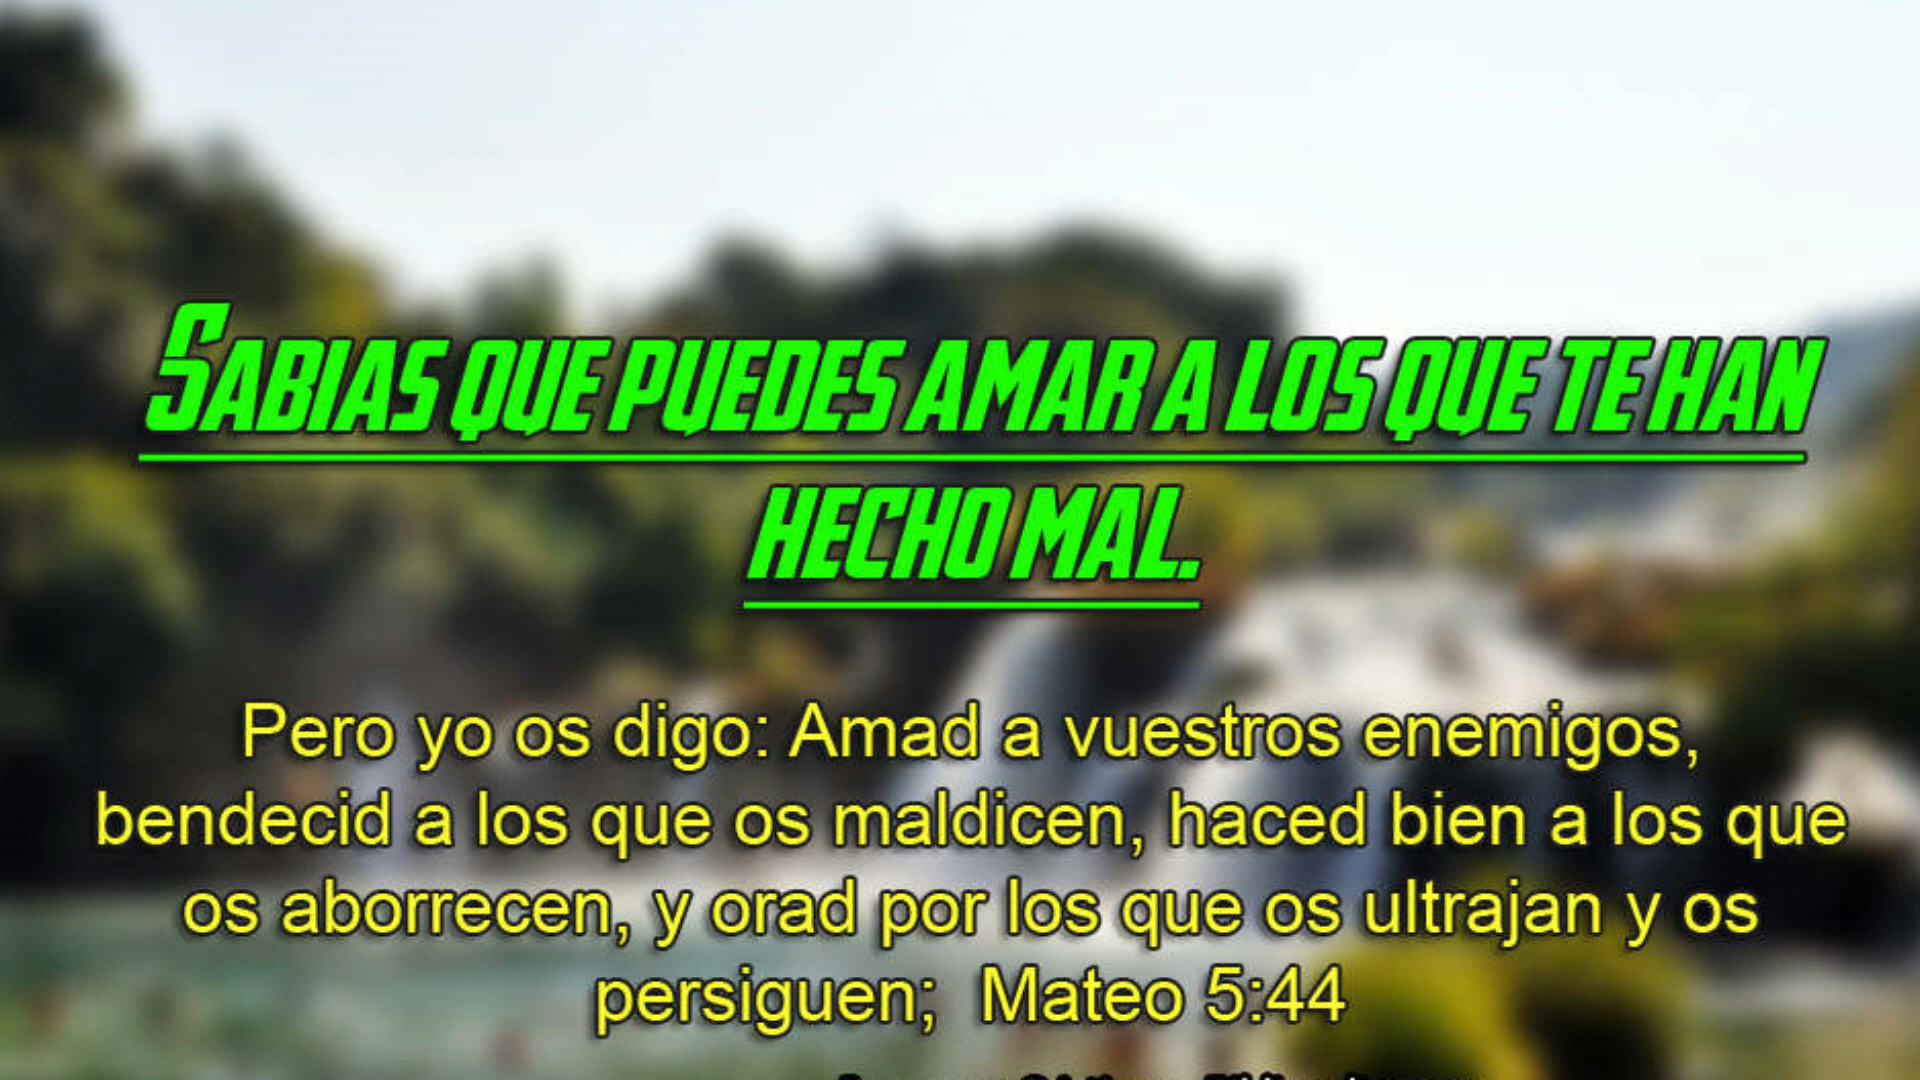 Sabias que puedes amar a los que te han
hecho mal.
Pero yo os digo: Amad a vuestros enemigos,
bendecid a los que os maldicen, haced bien a los que
os aborrecen, y orad por los que os ultrajan y os
persiguen; Mateo 5:44